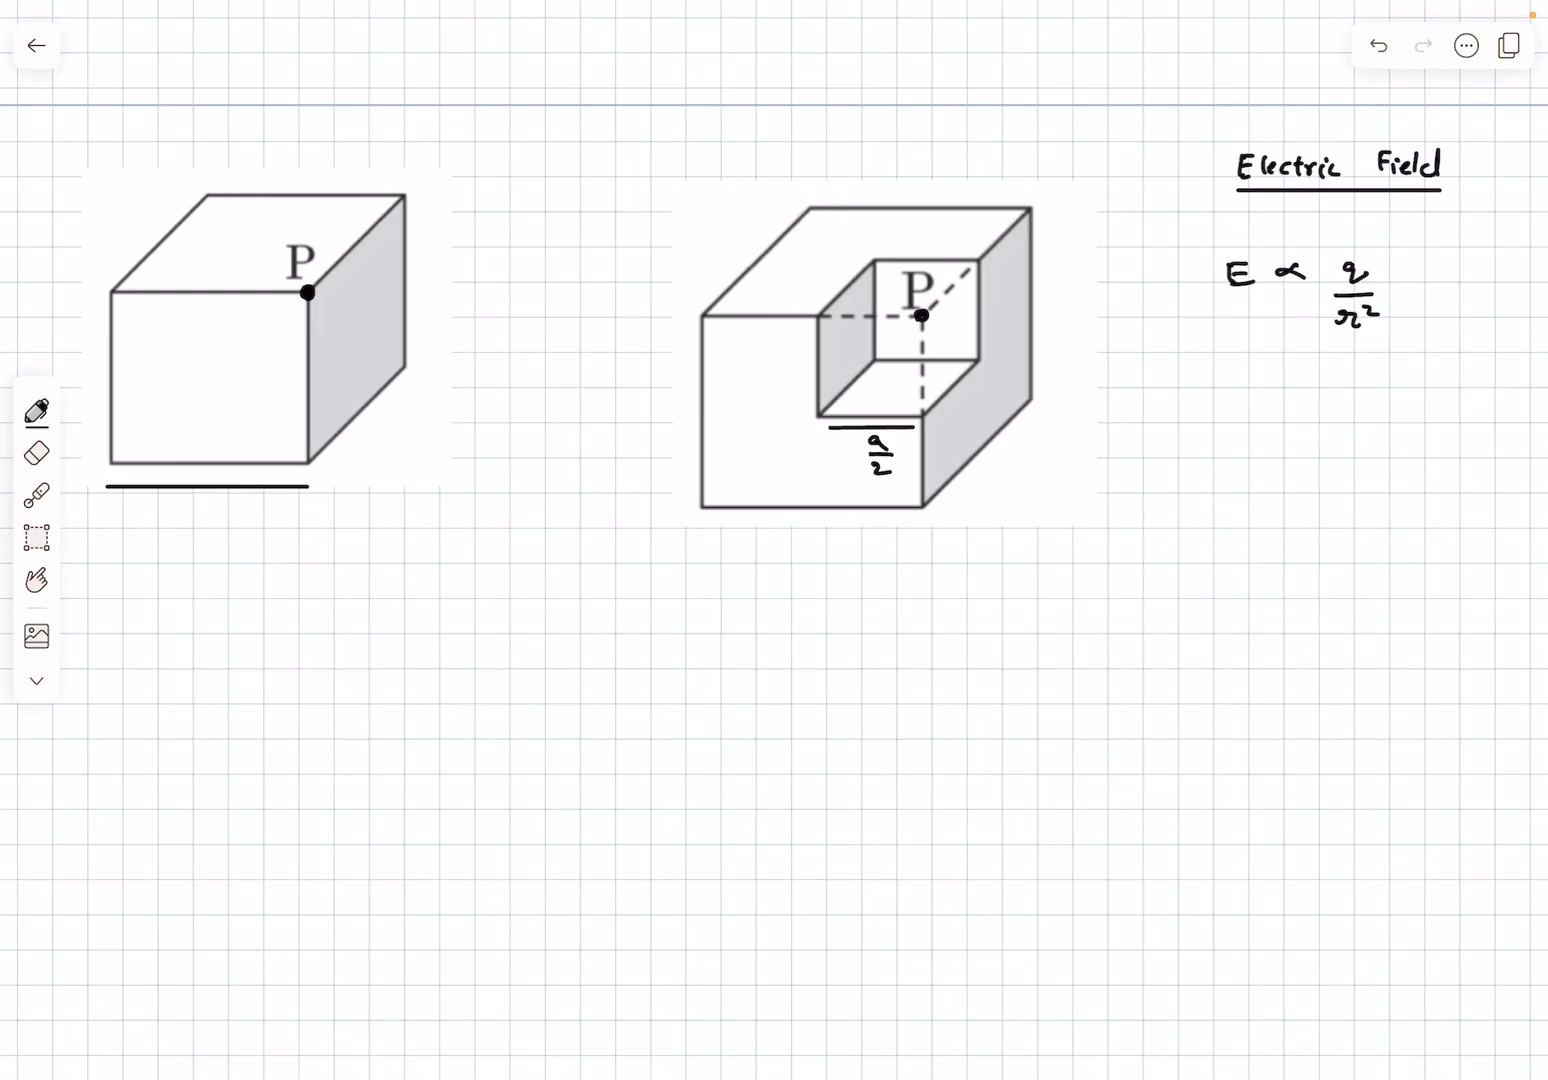 Electric Field
P
P
E ∝ q/r²
a/2